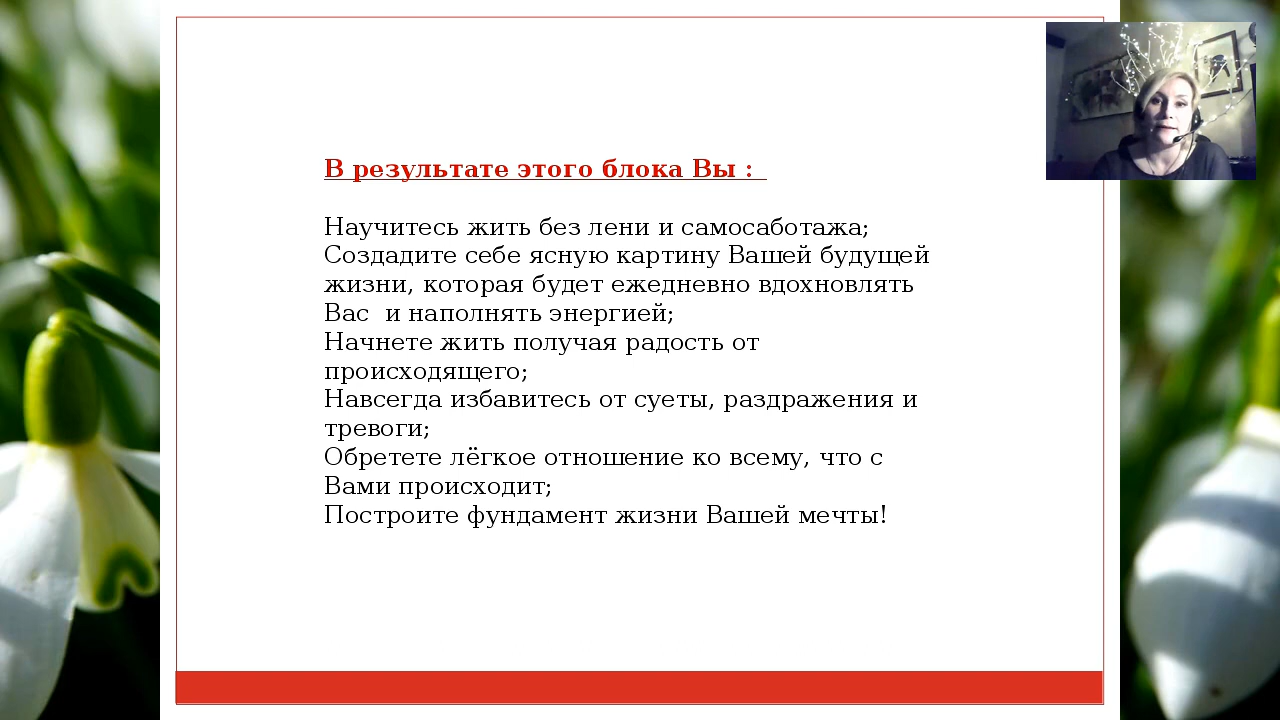 В результате этого блока Вы :
Научитесь жить без лени и самосаботажа;
Создадите себе ясную картину Вашей будущей
жизни, которая будет ежедневно вдохновлять
Вас  и наполнять энергией;
Начнете жить получая радость от
происходящего;
Навсегда избавитесь от суеты, раздражения и
тревоги;
Обретете лёгкое отношение ко всему, что с
Вами происходит;
Построите фундамент жизни Вашей мечты!